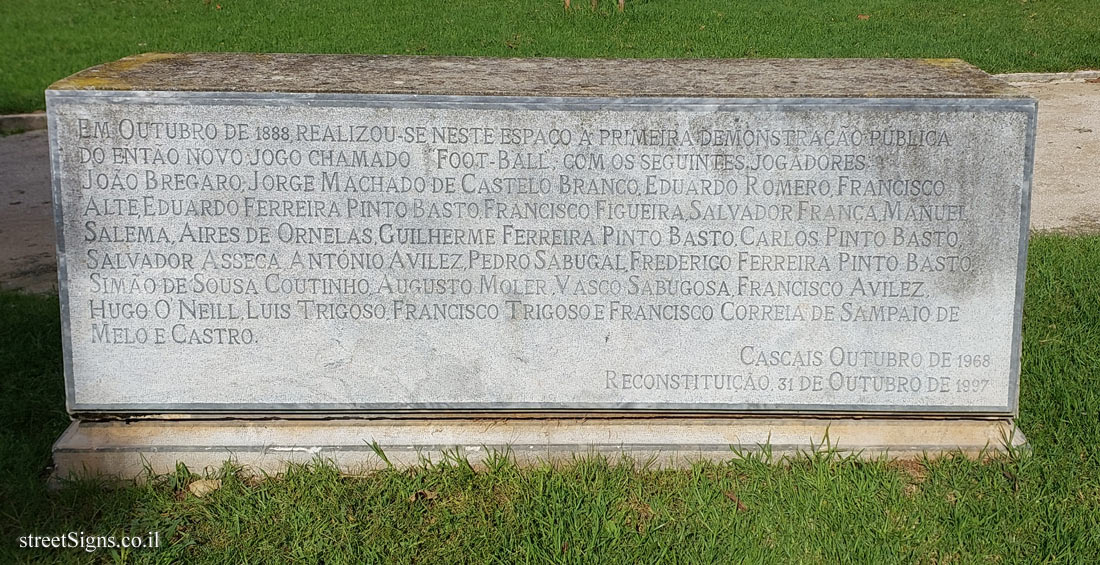 EM OUTUBRO DE 1888 REALIZOU-SE NESTE ESPAÇO A PRIMEIRA DEMONSTRAÇÃO PÚBLICA
DO ENTÃO NOVO JOGO CHAMADO "FOOT-BALL", COM OS SEGUINTES JOGADORES:
JOÃO BREGARO, JORGE MACHADO DE CASTELO BRANCO, EDUARDO ROMERO, FRANCISCO
ALTE, EDUARDO FERREIRA PINTO BASTO, FRANCISCO FIGUEIRA, SALVADOR FRANCA, MANUEL
SALEMA, AIRES DE ORNELAS, GUILHERME FERREIRA PINTO BASTO, CARLOS PINTO BASTO,
SALVADOR ASSECA, ANTÓNIO AVILEZ, PEDRO SABUGAL, FREDERICO FERREIRA PINTO BASTO,
SIMÃO DE SOUSA COUTINHO, AUGUSTO MOLER, VASCO SABUGOSA, FRANCISCO AVILEZ,
HUGO O'NEILL, LUIS TRIGOSO, FRANCISCO TRIGOSO E FRANCISCO CORREIA DE SAMPAIO DE
MELO E CASTRO.
CASCAIS OUTUBRO DE 1968
RECONSTITUIÇÃO, 31 DE OUTUBRO DE 1997
streetSigns.co.il